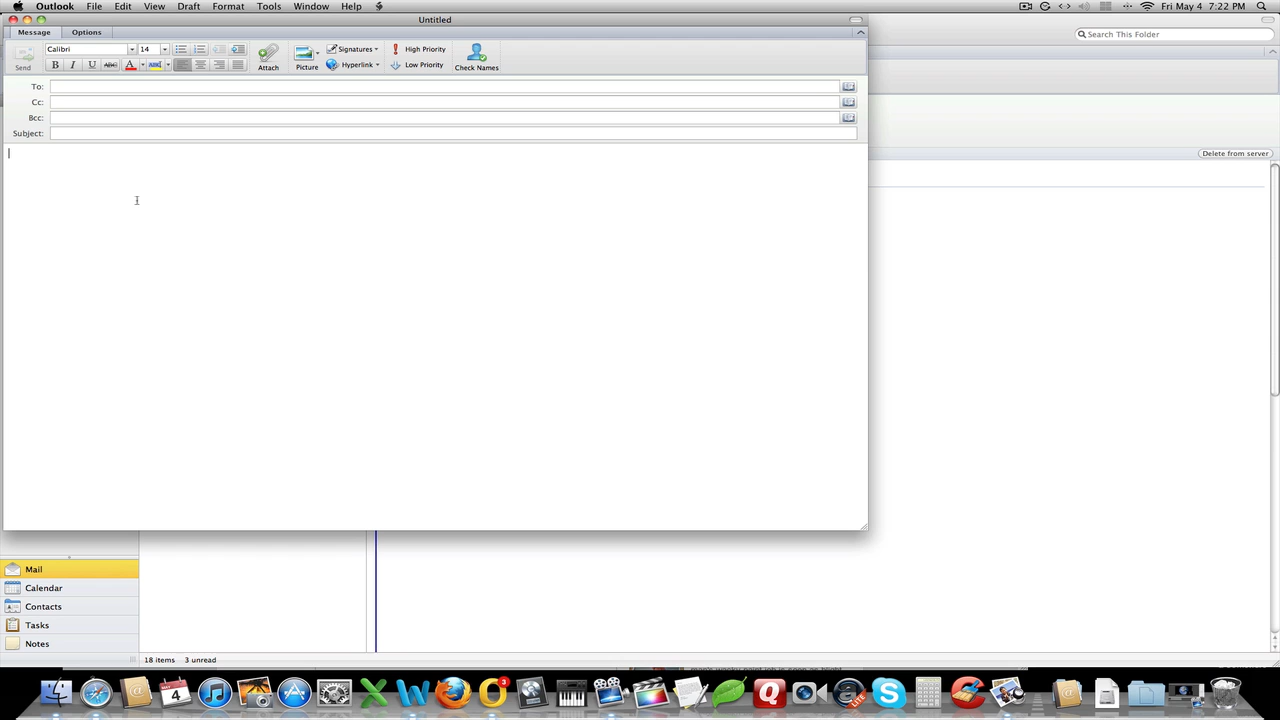 Outlook File Edit View Draft Format Tools Window Help Fri May 4 7:22 PM
Untitled
Search This Folder
Message Options
Calibri 14 Signatures High Priority
Send B I U ABC A ABC Attach Picture Hyperlink Low Priority Check Names
To:
Cc:
Bcc:
Subject:
Delete from server
Mail
Calendar
Contacts
Tasks
Notes
18 items 3 unread